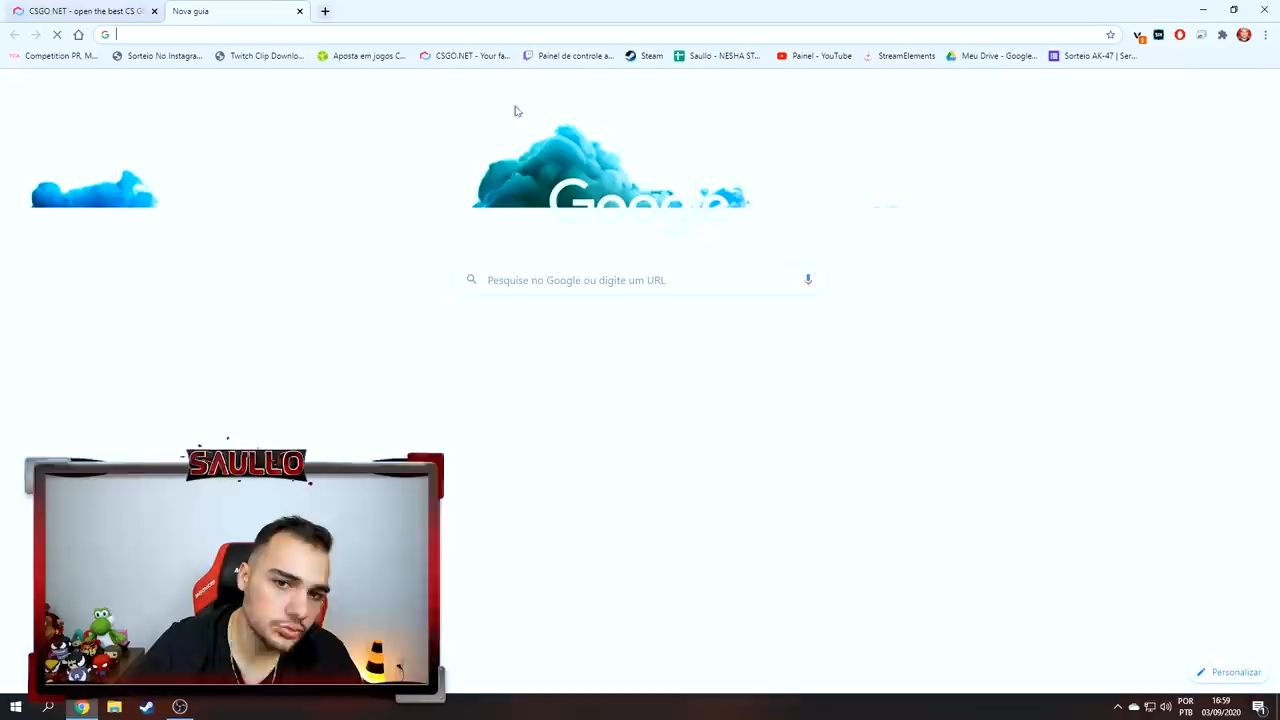 CSGO.NET - open the best CS G
Nova guia
Competition PR, M...
Sorteio No Instagra...
Twitch Clip Downlo...
Aposta em jogos C...
CSGO.NET - Your fa...
Painel de controle a...
Steam
Saullo - NESHA ST...
Painel - YouTube
StreamElements
Meu Drive - Google...
Sorteio AK-47 | Ser...
Google
Pesquise no Google ou digite um URL
SAULLO
Personalizar
POR
PTB
16:59
03/09/2020